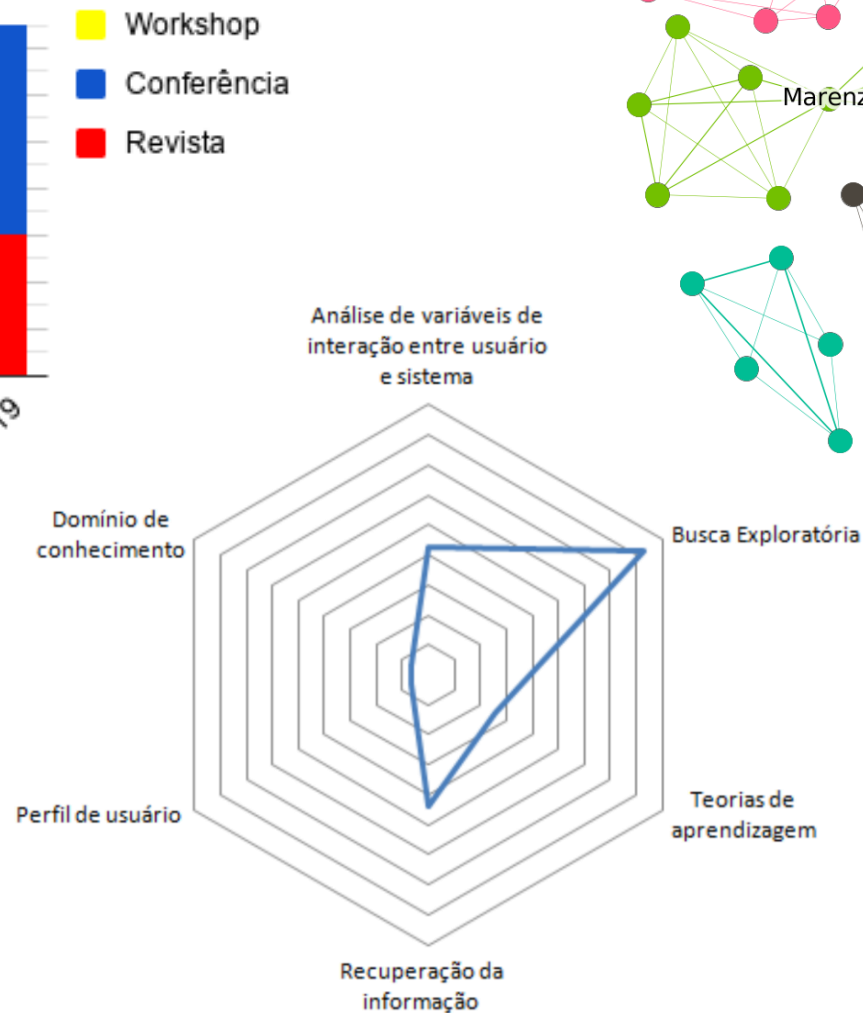 Workshop
Conferência
Revista
Marenz
19
Análise de variáveis de
interação entre usuário
e sistema
Domínio de
conhecimento
Busca Exploratória
Perfil de usuário
Teorias de
aprendizagem
Recuperação da
informação